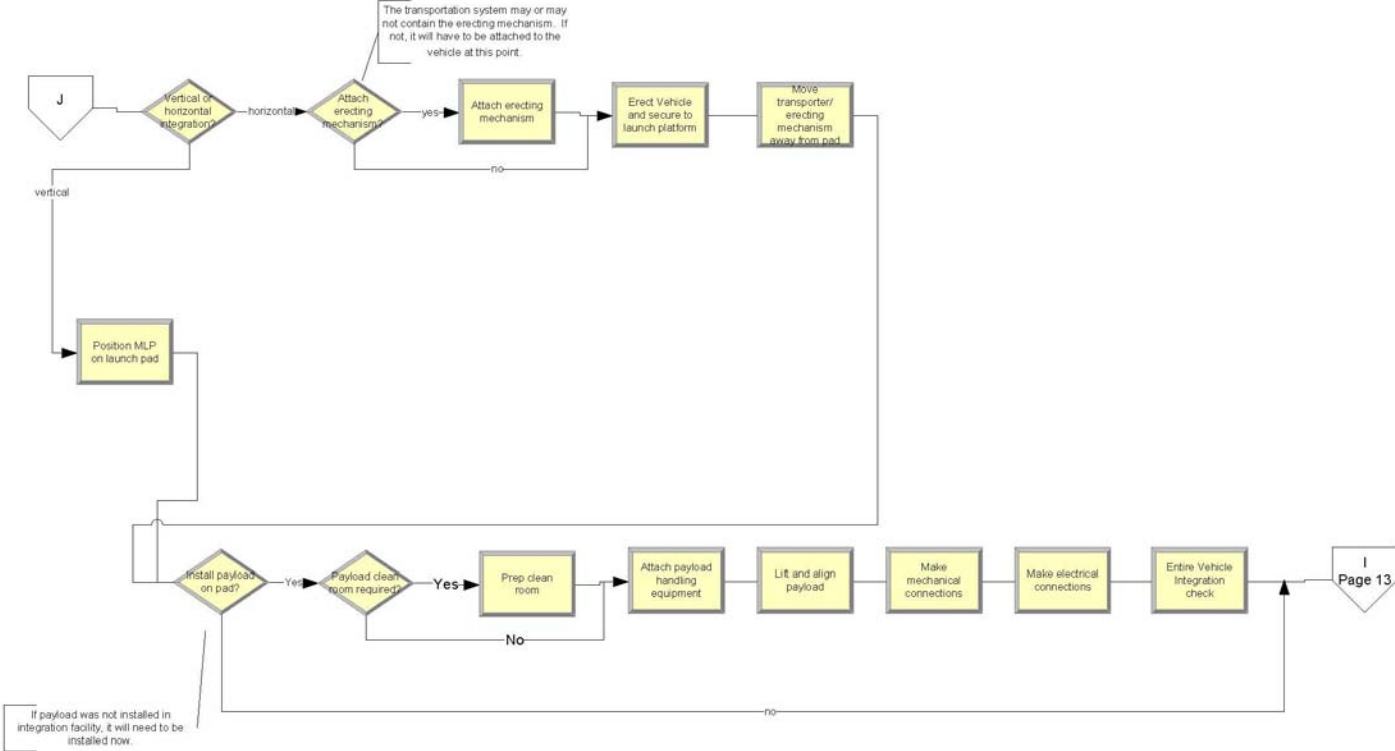 The transportation system may or may
not contain the erecting mechanism. If
not, it will have to be attached to the
vehicle at this point.
J
Vertical or
horizontal
integration?
horizontal
Attach
erecting
mechanism?
yes
Attach erecting
mechanism
Erect Vehicle
and secure to
launch platform
Move
transporter/
erecting
mechanism
away from pad
no
vertical
Position MLP
on launch pad
Install payload
on pad?
Yes
Payload clean
room required?
Yes
Prep clean
room
Attach payload
handling
equipment
Lift and align
payload
Make
mechanical
connections
Make electrical
connections
Entire Vehicle
Integration
check
I
Page 13
No
no
If payload was not installed in
integration facility, it will need to be
installed now.